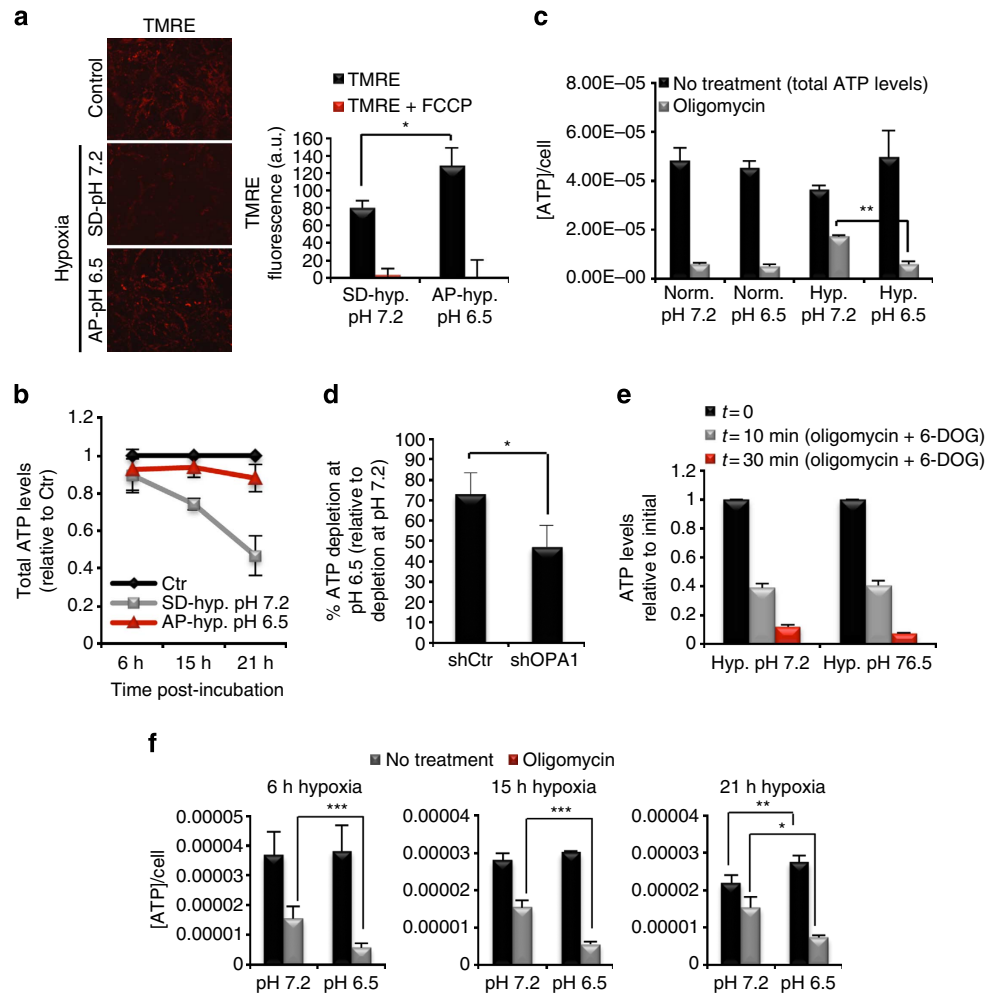 a
TMRE
Control
Hypoxia
SD-pH 7.2
AP-pH 6.5
TMRE
TMRE + FCCP
TMRE
fluorescence (a.u.)
160
140
120
100
80
60
40
20
0
*
SD-hyp.
pH 7.2
AP-hyp.
pH 6.5
c
No treatment (total ATP levels)
Oligomycin
[ATP]/cell
8.00E–05
6.00E–05
4.00E–05
2.00E–05
0.00E–00
**
Norm.
pH 7.2
Norm.
pH 6.5
Hyp.
pH 7.2
Hyp.
pH 6.5
b
Total ATP levels
(relative to Ctr)
1.2
1
0.8
0.6
0.4
0.2
0
Ctr
SD-hyp. pH 7.2
AP-hyp. pH 6.5
6 h 15 h 21 h
Time post-incubation
d
% ATP depletion at
pH 6.5 (relative to
depletion at pH 7.2)
100
90
80
70
60
50
40
30
20
10
0
*
shCtr shOPA1
e
t = 0
t = 10 min (oligomycin + 6-DOG)
t = 30 min (oligomycin + 6-DOG)
ATP levels
relative to initial
1.2
1
0.8
0.6
0.4
0.2
0
Hyp. pH 7.2 Hyp. pH 76.5
f
No treatment Oligomycin
[ATP]/cell
6 h hypoxia
***
0.00005
0.00004
0.00003
0.00002
0.00001
0
pH 7.2 pH 6.5
15 h hypoxia
***
0.00004
0.00003
0.00002
0.00001
0
pH 7.2 pH 6.5
21 h hypoxia
**
*
0.00004
0.00003
0.00002
0.00001
0
pH 7.2 pH 6.5